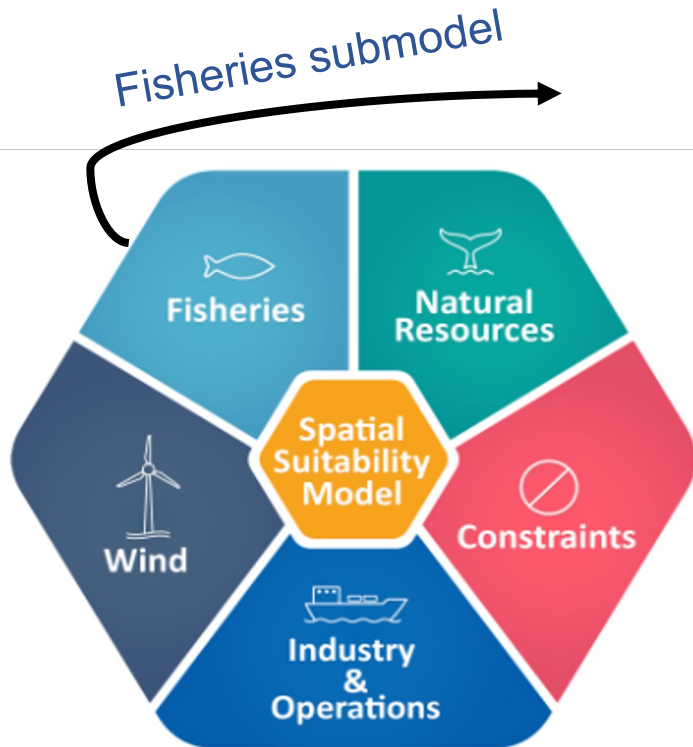 Fisheries submodel
Fisheries
Natural
Resources
Spatial
Suitability
Model
Wind
Constraints
Industry
&
Operations